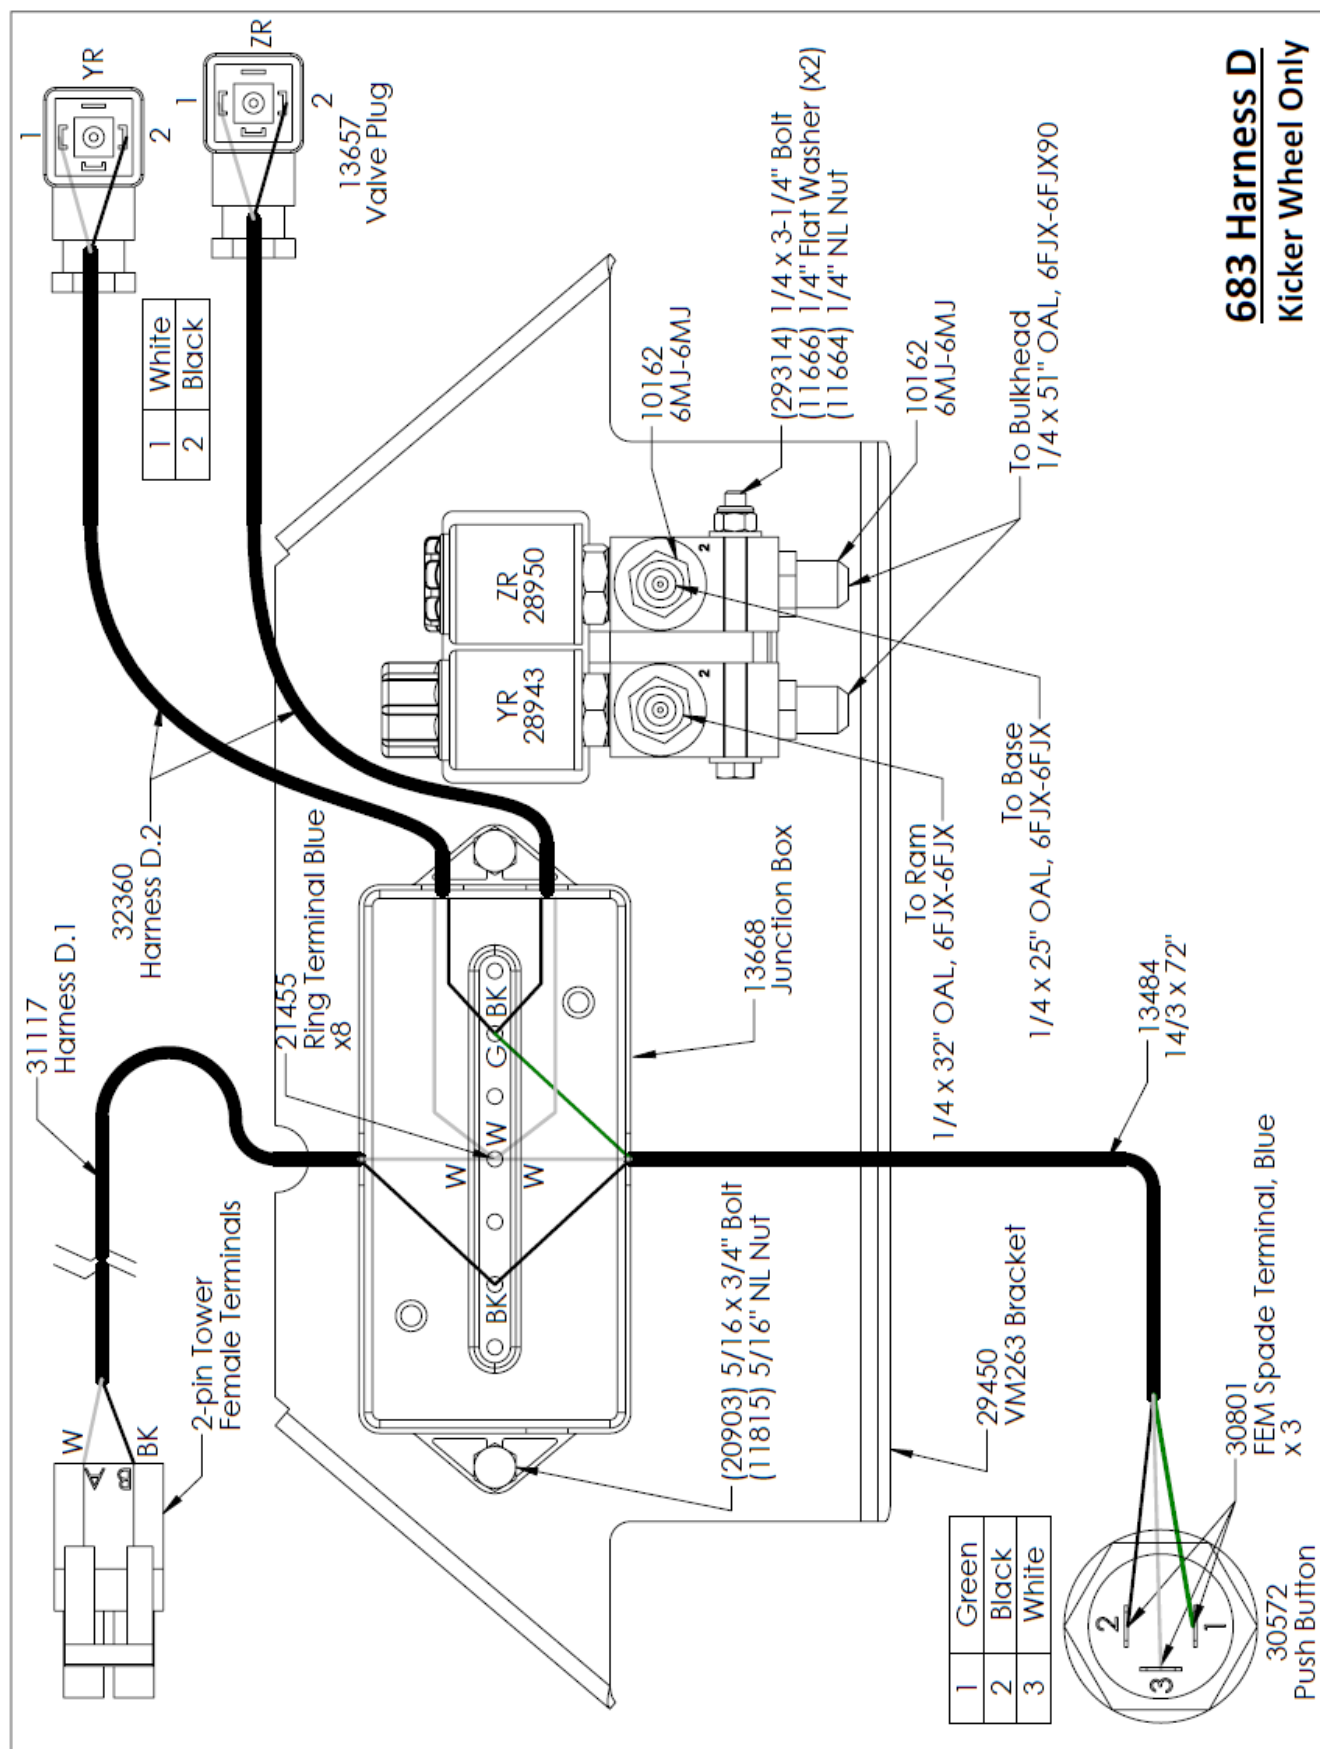 683 Harness D
Kicker Wheel Only
31117
Harness D.1
W
A
B
BK
2-pin Tower
Female Terminals
32360
Harness D.2
1
YR
2
1
ZR
2
13657
Valve Plug
1 White
2 Black
21455
Ring Terminal Blue
x8
BK
W
W
W
G
BK
13668
Junction Box
YR
28943
ZR
28950
2
2
10162
6MJ-6MJ
(29314) 1/4 x 3-1/4" Bolt
(11666) 1/4" Flat Washer (x2)
(11664) 1/4" NL Nut
10162
6MJ-6MJ
To Bulkhead
1/4 x 51" OAL, 6FJX-6FJX90
To Ram
1/4 x 32" OAL, 6FJX-6FJX
To Base
1/4 x 25" OAL, 6FJX-6FJX
(20903) 5/16 x 3/4" Bolt
(11815) 5/16" NL Nut
13484
14/3 x 72"
29450
VM263 Bracket
1 Green
2 Black
3 White
2
3
1
30801
FEM Spade Terminal, Blue
x 3
30572
Push Button